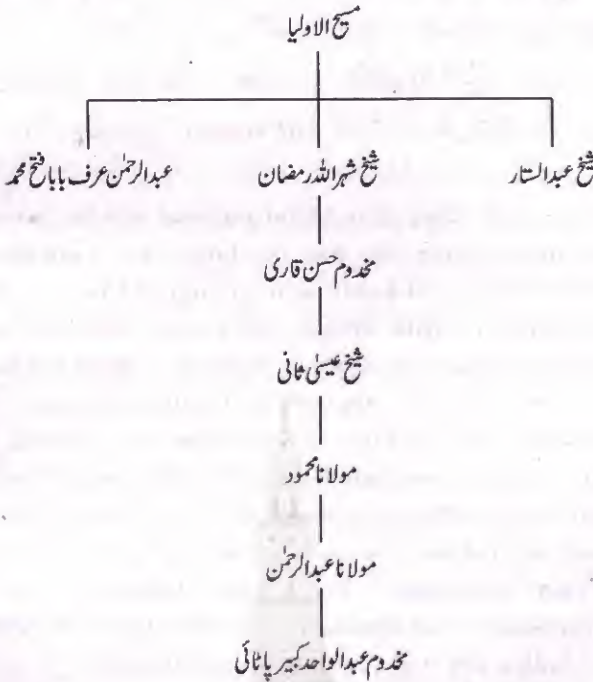 مسیح الاولیا
شیخ عبدالستار شیخ شہراللہ رمضان عبدالرحمٰن عرف بابا فتح محمد
مخدوم حسن قاری
شیخ عیسیٰ ثانی
مولانا محمود
مولانا عبدالرحمٰن
مخدوم عبدالواحد کبیر پاٹائی